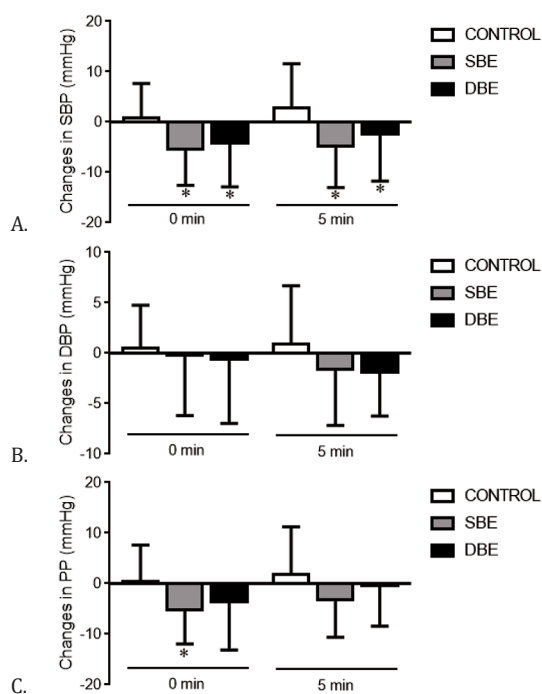 A.
Changes in SBP (mmHg)
20
10
0
-10
-20
* * * *
0 min 5 min
CONTROL
SBE
DBE
B.
Changes in DBP (mmHg)
10
5
0
-5
-10
0 min 5 min
CONTROL
SBE
DBE
C.
Changes in PP (mmHg)
20
10
0
-10
-20
*
0 min 5 min
CONTROL
SBE
DBE